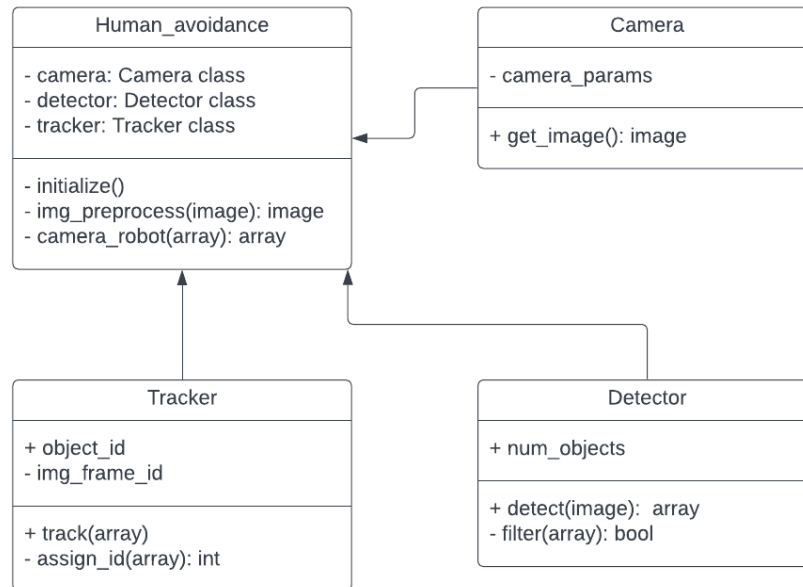 Human_avoidance
- camera: Camera class
- detector: Detector class
- tracker: Tracker class
- initialize()
- img_preprocess(image): image
- camera_robot(array): array
Camera
- camera_params
+ get_image(): image
Tracker
+ object_id
- img_frame_id
+ track(array)
- assign_id(array): int
Detector
+ num_objects
+ detect(image):  array
- filter(array): bool